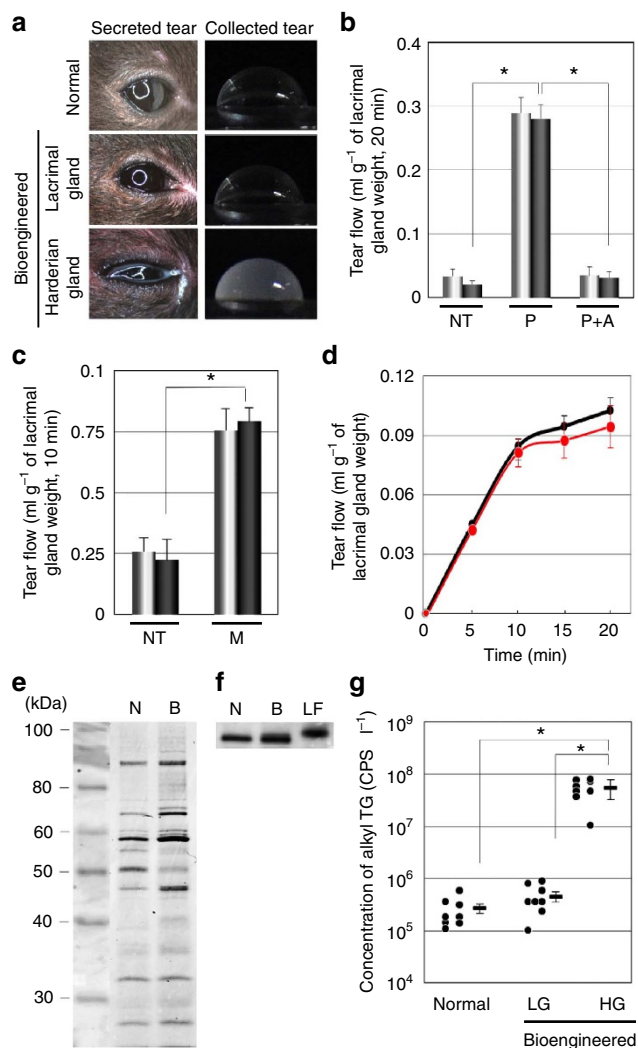 a
Secreted tear Collected tear
Normal
Bioengineered
Lacrimal
gland
Harderian
gland
b
Tear flow (ml g⁻¹ of lacrimal
gland weight, 20 min)
0.4
0.3
0.2
0.1
0
* *
NT P P+A
c
Tear flow (ml g⁻¹ of lacrimal
gland weight, 10 min)
0.1
0.75
0.5
0.25
0
*
NT M
d
Tear flow (ml g⁻¹ of
lacrimal gland weight)
0.12
0.09
0.06
0.03
0
0 5 10 15 20
Time (min)
e
(kDa) N B
100
80
60
50
40
30
f
N B LF
g
Concentration of alkyl TG (CPS l⁻¹)
10⁹
10⁸
10⁷
10⁶
10⁵
10⁴
*
*
Normal LG HG
Bioengineered